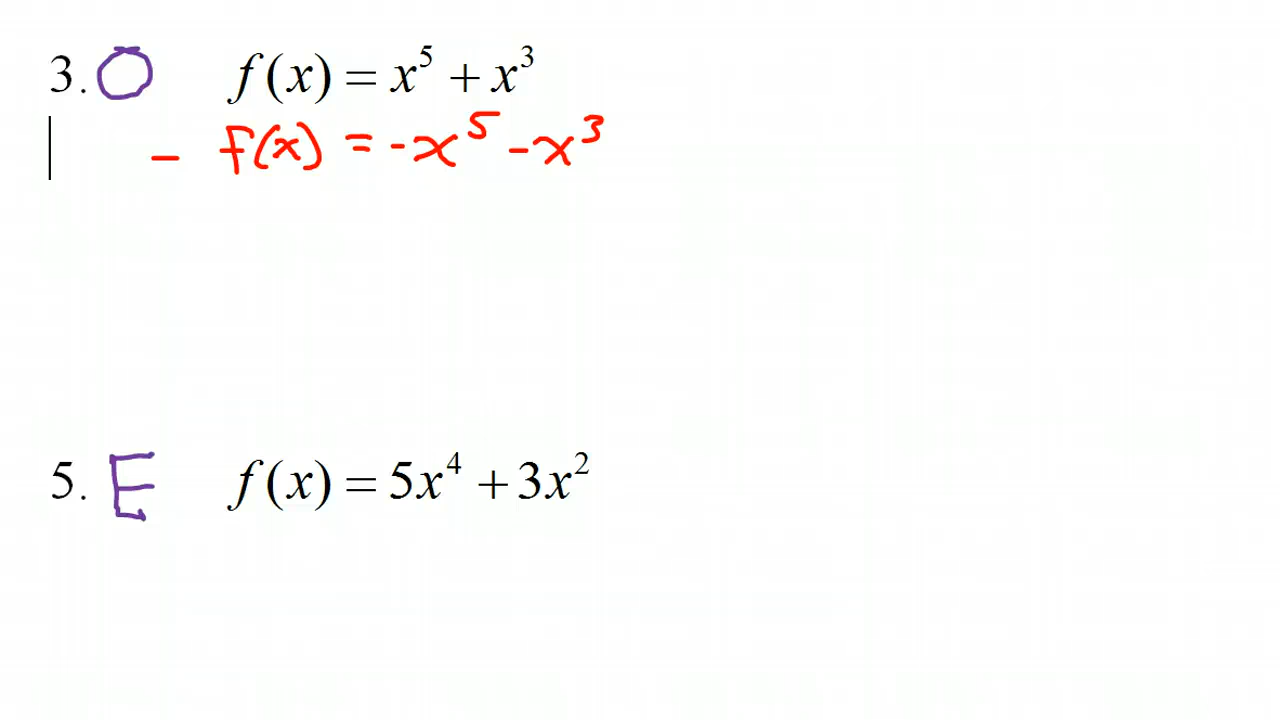 3. O f(x) = x⁵ + x³
- f(x) = -x⁵ - x³
5. E f(x) = 5x⁴ + 3x²